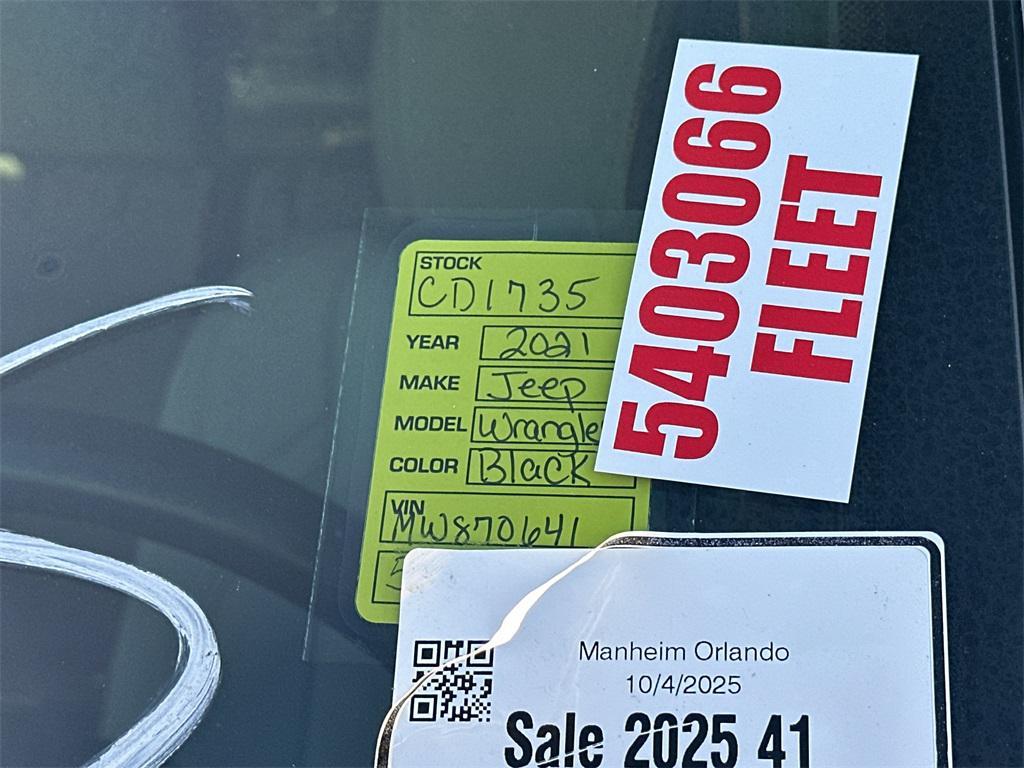 STOCK
CD1735
YEAR 2021
MAKE Jeep
MODEL Wrangle
COLOR Black
VIN
MW870641
5403066
FLEET
Manheim Orlando
10/4/2025
Sale 2025 41